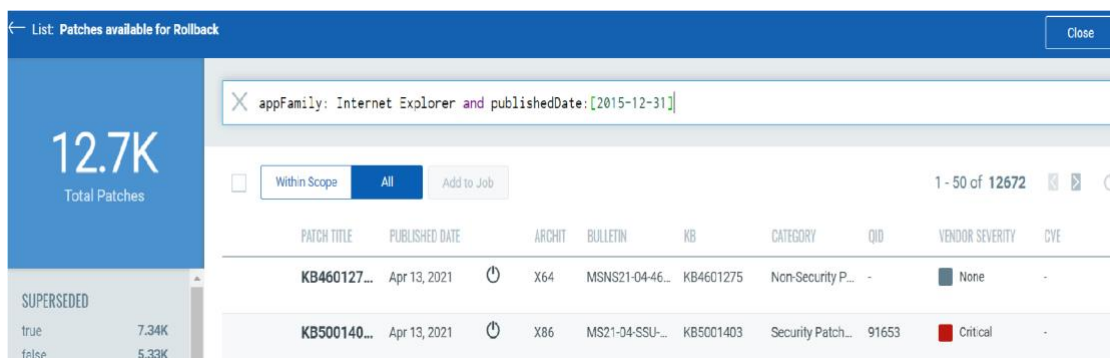 ← List: Patches available for Rollback
Close
12.7K
Total Patches
appFamily: Internet Explorer and publishedDate:[2015-12-31]
Within Scope All Add to Job 1 - 50 of 12672
PATCH TITLE PUBLISHED DATE ARCHIT BULLETIN KB CATEGORY QID VENDOR SEVERITY CVE
KB460127... Apr 13, 2021 X64 MSNS21-04-46... KB4601275 Non-Security P... - None -
KB500140... Apr 13, 2021 X86 MS21-04-SSU-... KB5001403 Security Patch... 91653 Critical -
SUPERSEDED
true 7.34K
false 5.33K